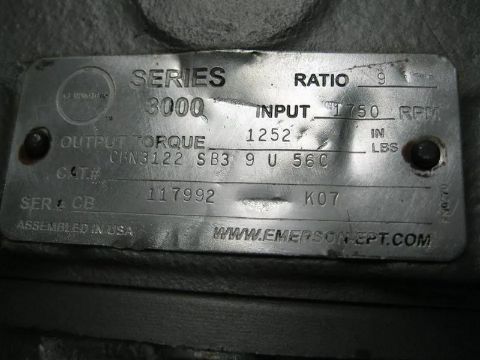 SERIES RATIO 9
3000 INPUT 1750 RPM
OUTPUT TORQUE 1252 IN LBS
CBN3122 SB3 9 U 56C
CAT.#
117992 K07
SER. CB
ASSEMBLED IN USA WWW.EMERSON-EPT.COM